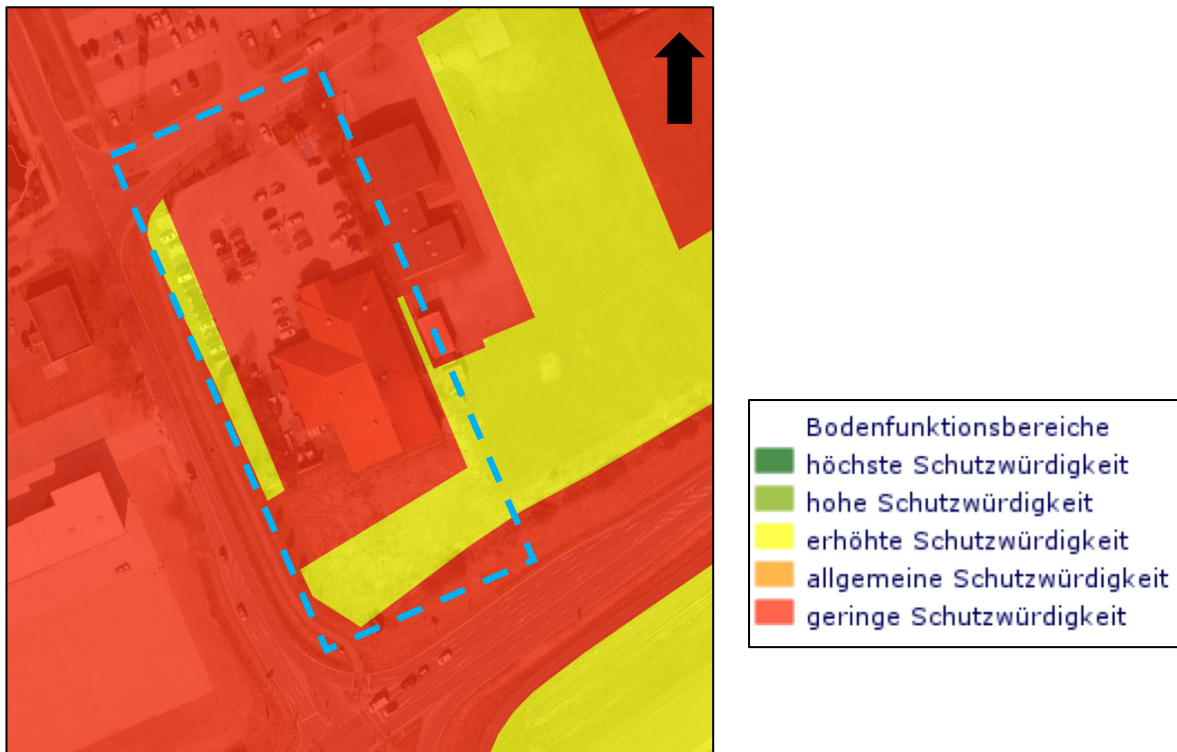 Bodenfunktionsbereiche
höchste Schutzwürdigkeit
hohe Schutzwürdigkeit
erhöhte Schutzwürdigkeit
allgemeine Schutzwürdigkeit
geringe Schutzwürdigkeit